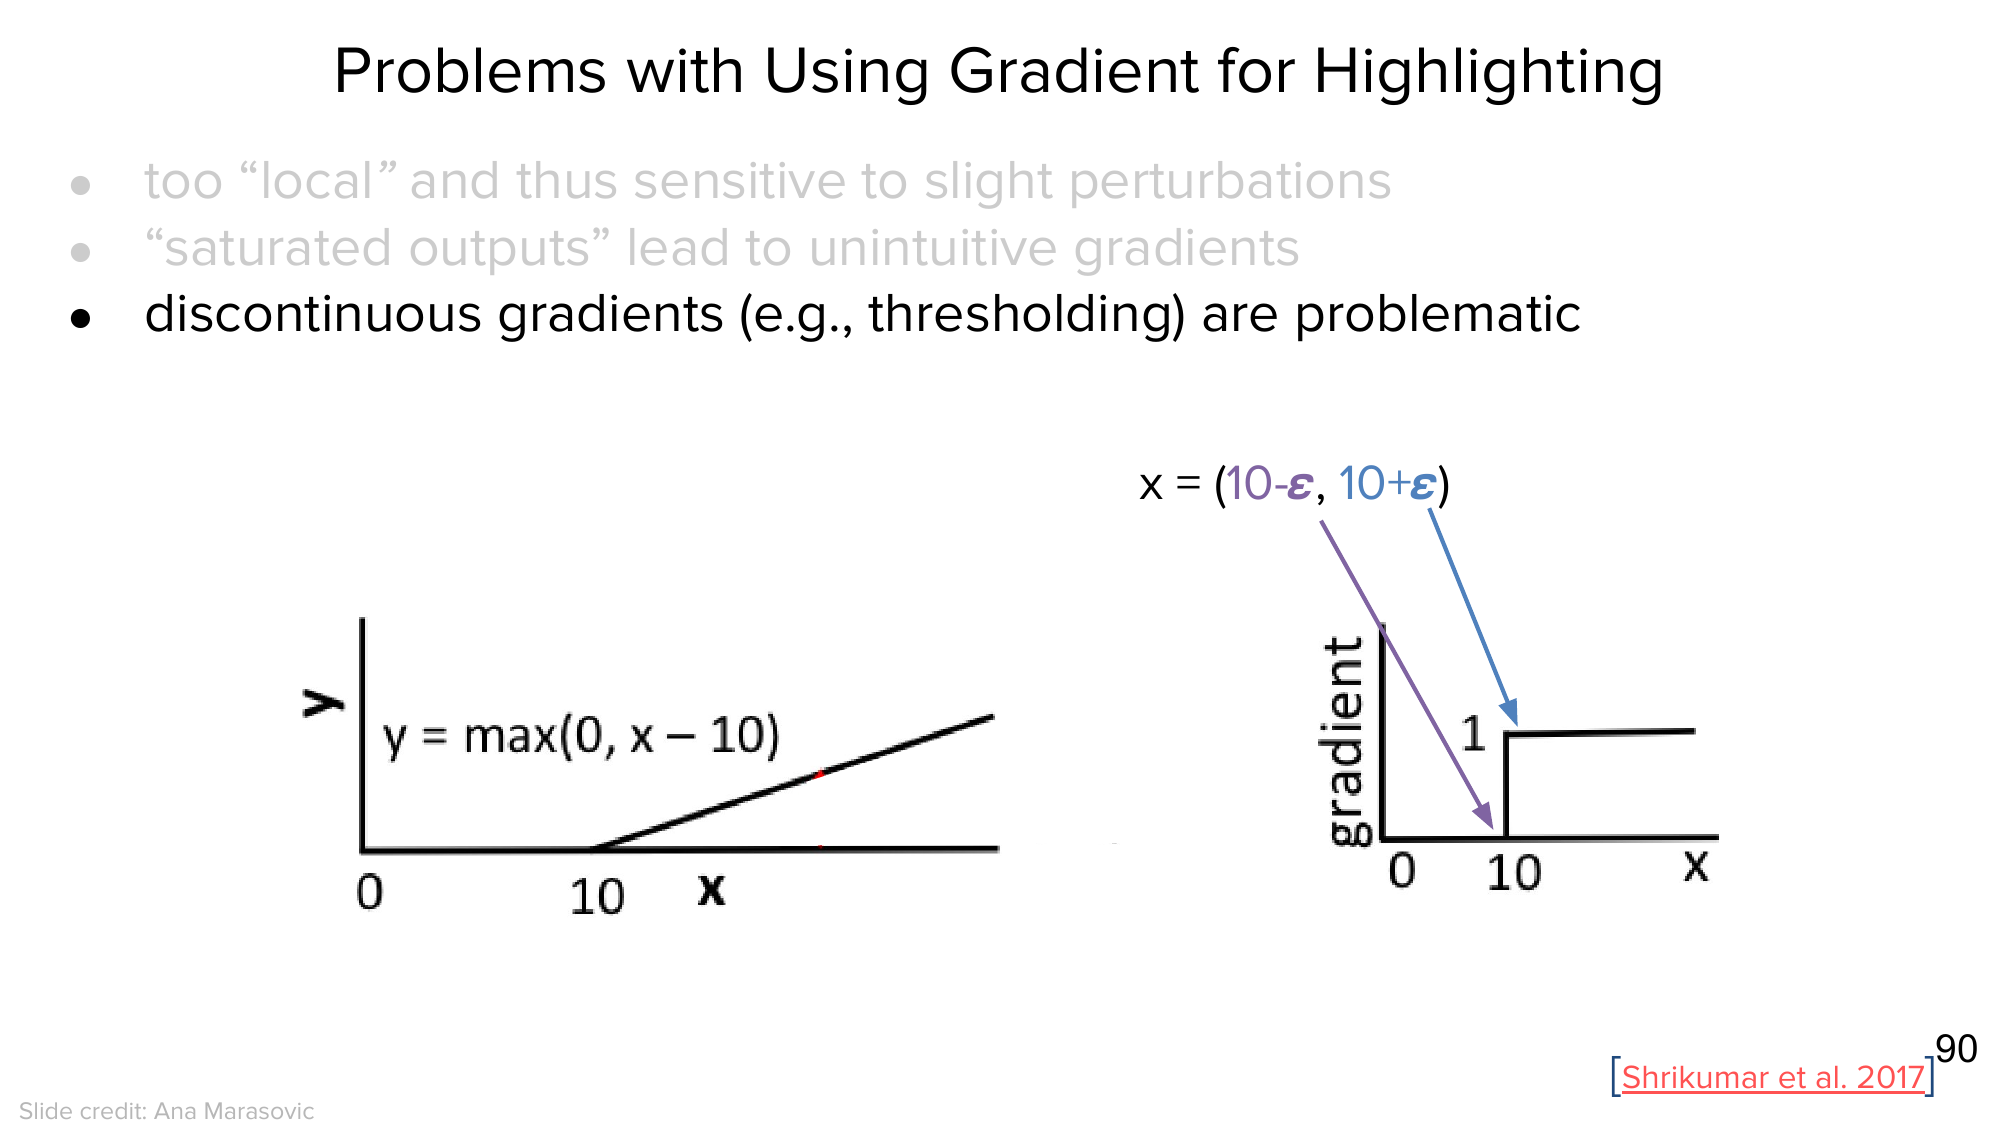 Problems with Using Gradient for Highlighting
● too “local” and thus sensitive to slight perturbations
● “saturated outputs” lead to unintuitive gradients
● discontinuous gradients (e.g., thresholding) are problematic
x = (10-ε, 10+ε)
y
y = max(0, x – 10)
0
10
x
gradient
1
0
10
x
90
[Shrikumar et al. 2017]
Slide credit: Ana Marasovic